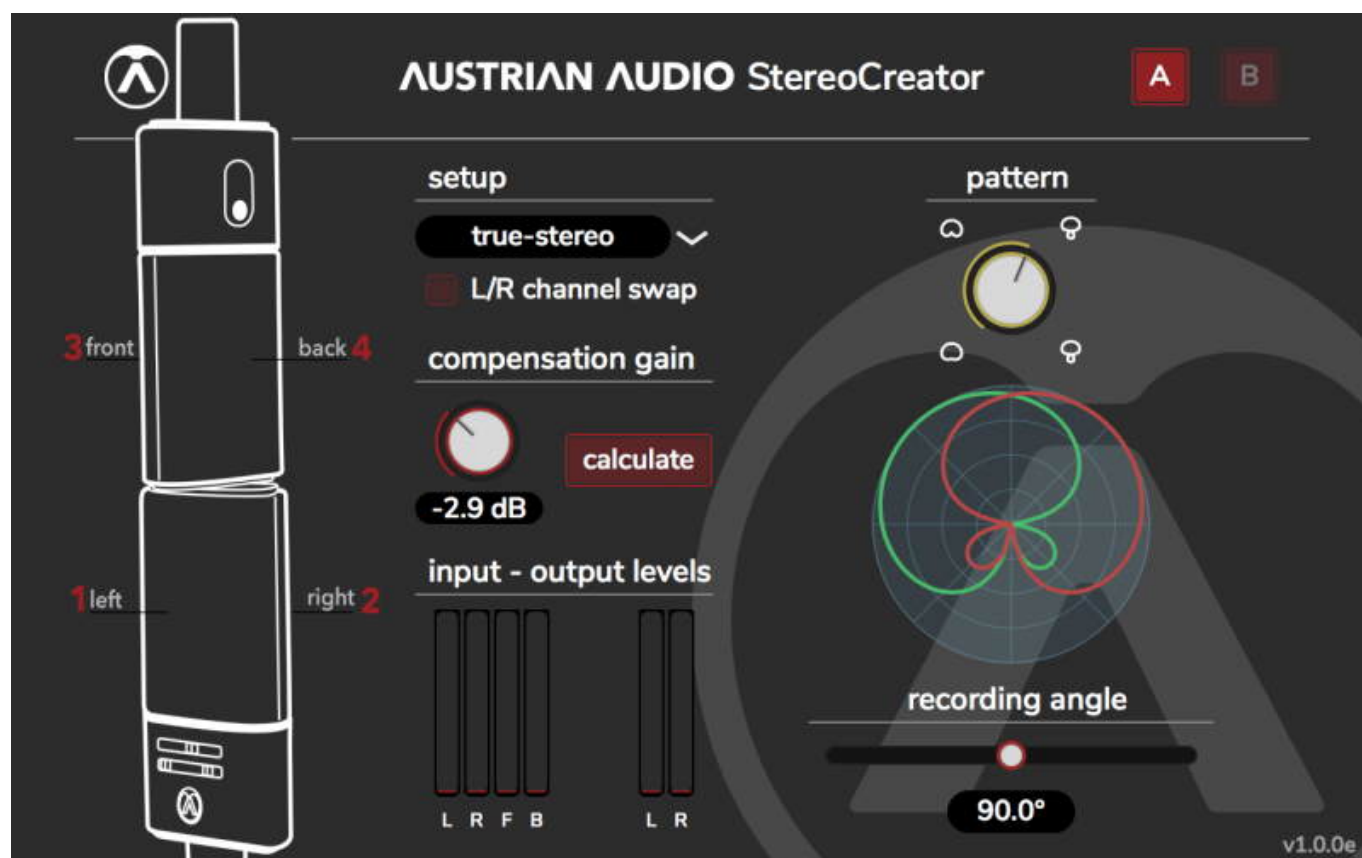 AUSTRIAN AUDIO StereoCreator
A
B
setup
true-stereo
L/R channel swap
pattern
3 front
back 4
compensation gain
calculate
-2.9 dB
input - output levels
1 left
right 2
L R F B
L R
recording angle
90.0°
v1.0.0e